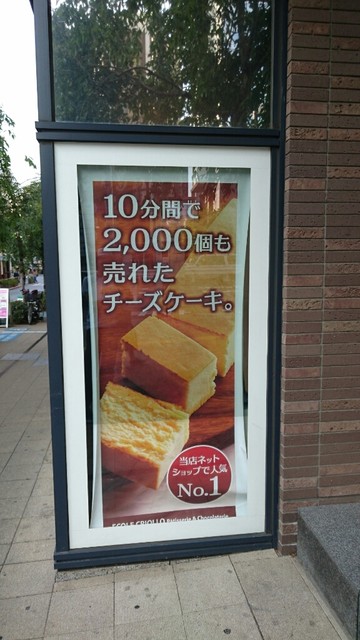 10分間で
2,000個も
売れた
チーズケーキ。
当店ネット
ショップで人気
No.1
ECOLE CRIOLLO Patisserie & Chocolaterie